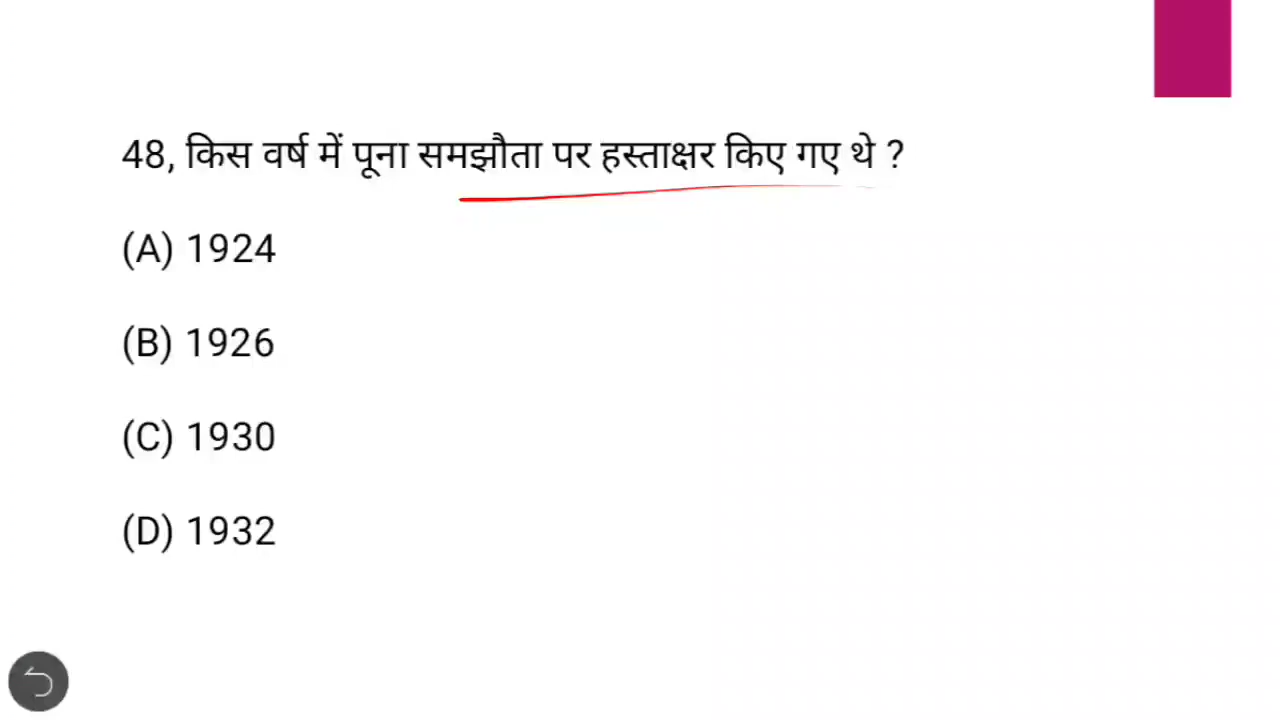 48, किस वर्ष में पूना समझौता पर हस्ताक्षर किए गए थे ?
(A) 1924
(B) 1926
(C) 1930
(D) 1932